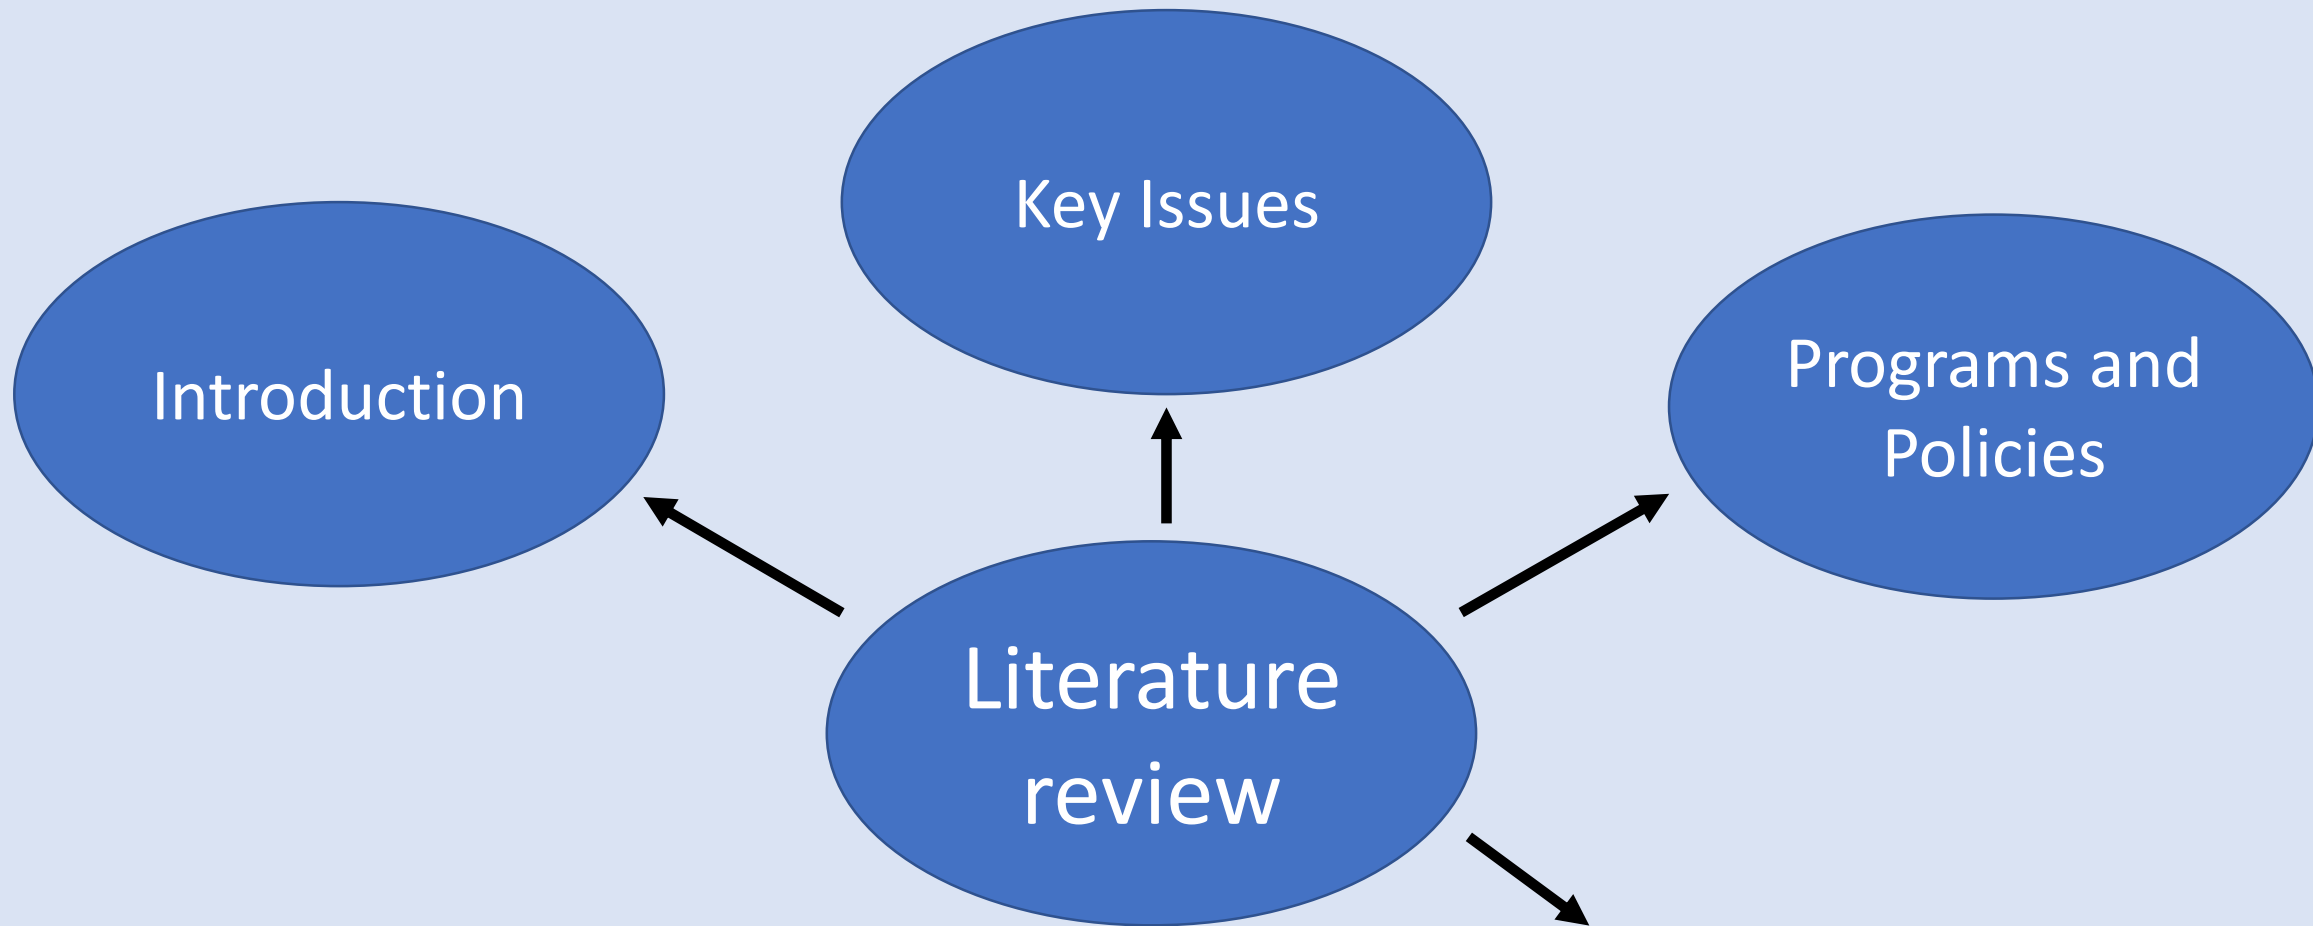 Key Issues
Introduction
Programs and
Policies
Literature
review